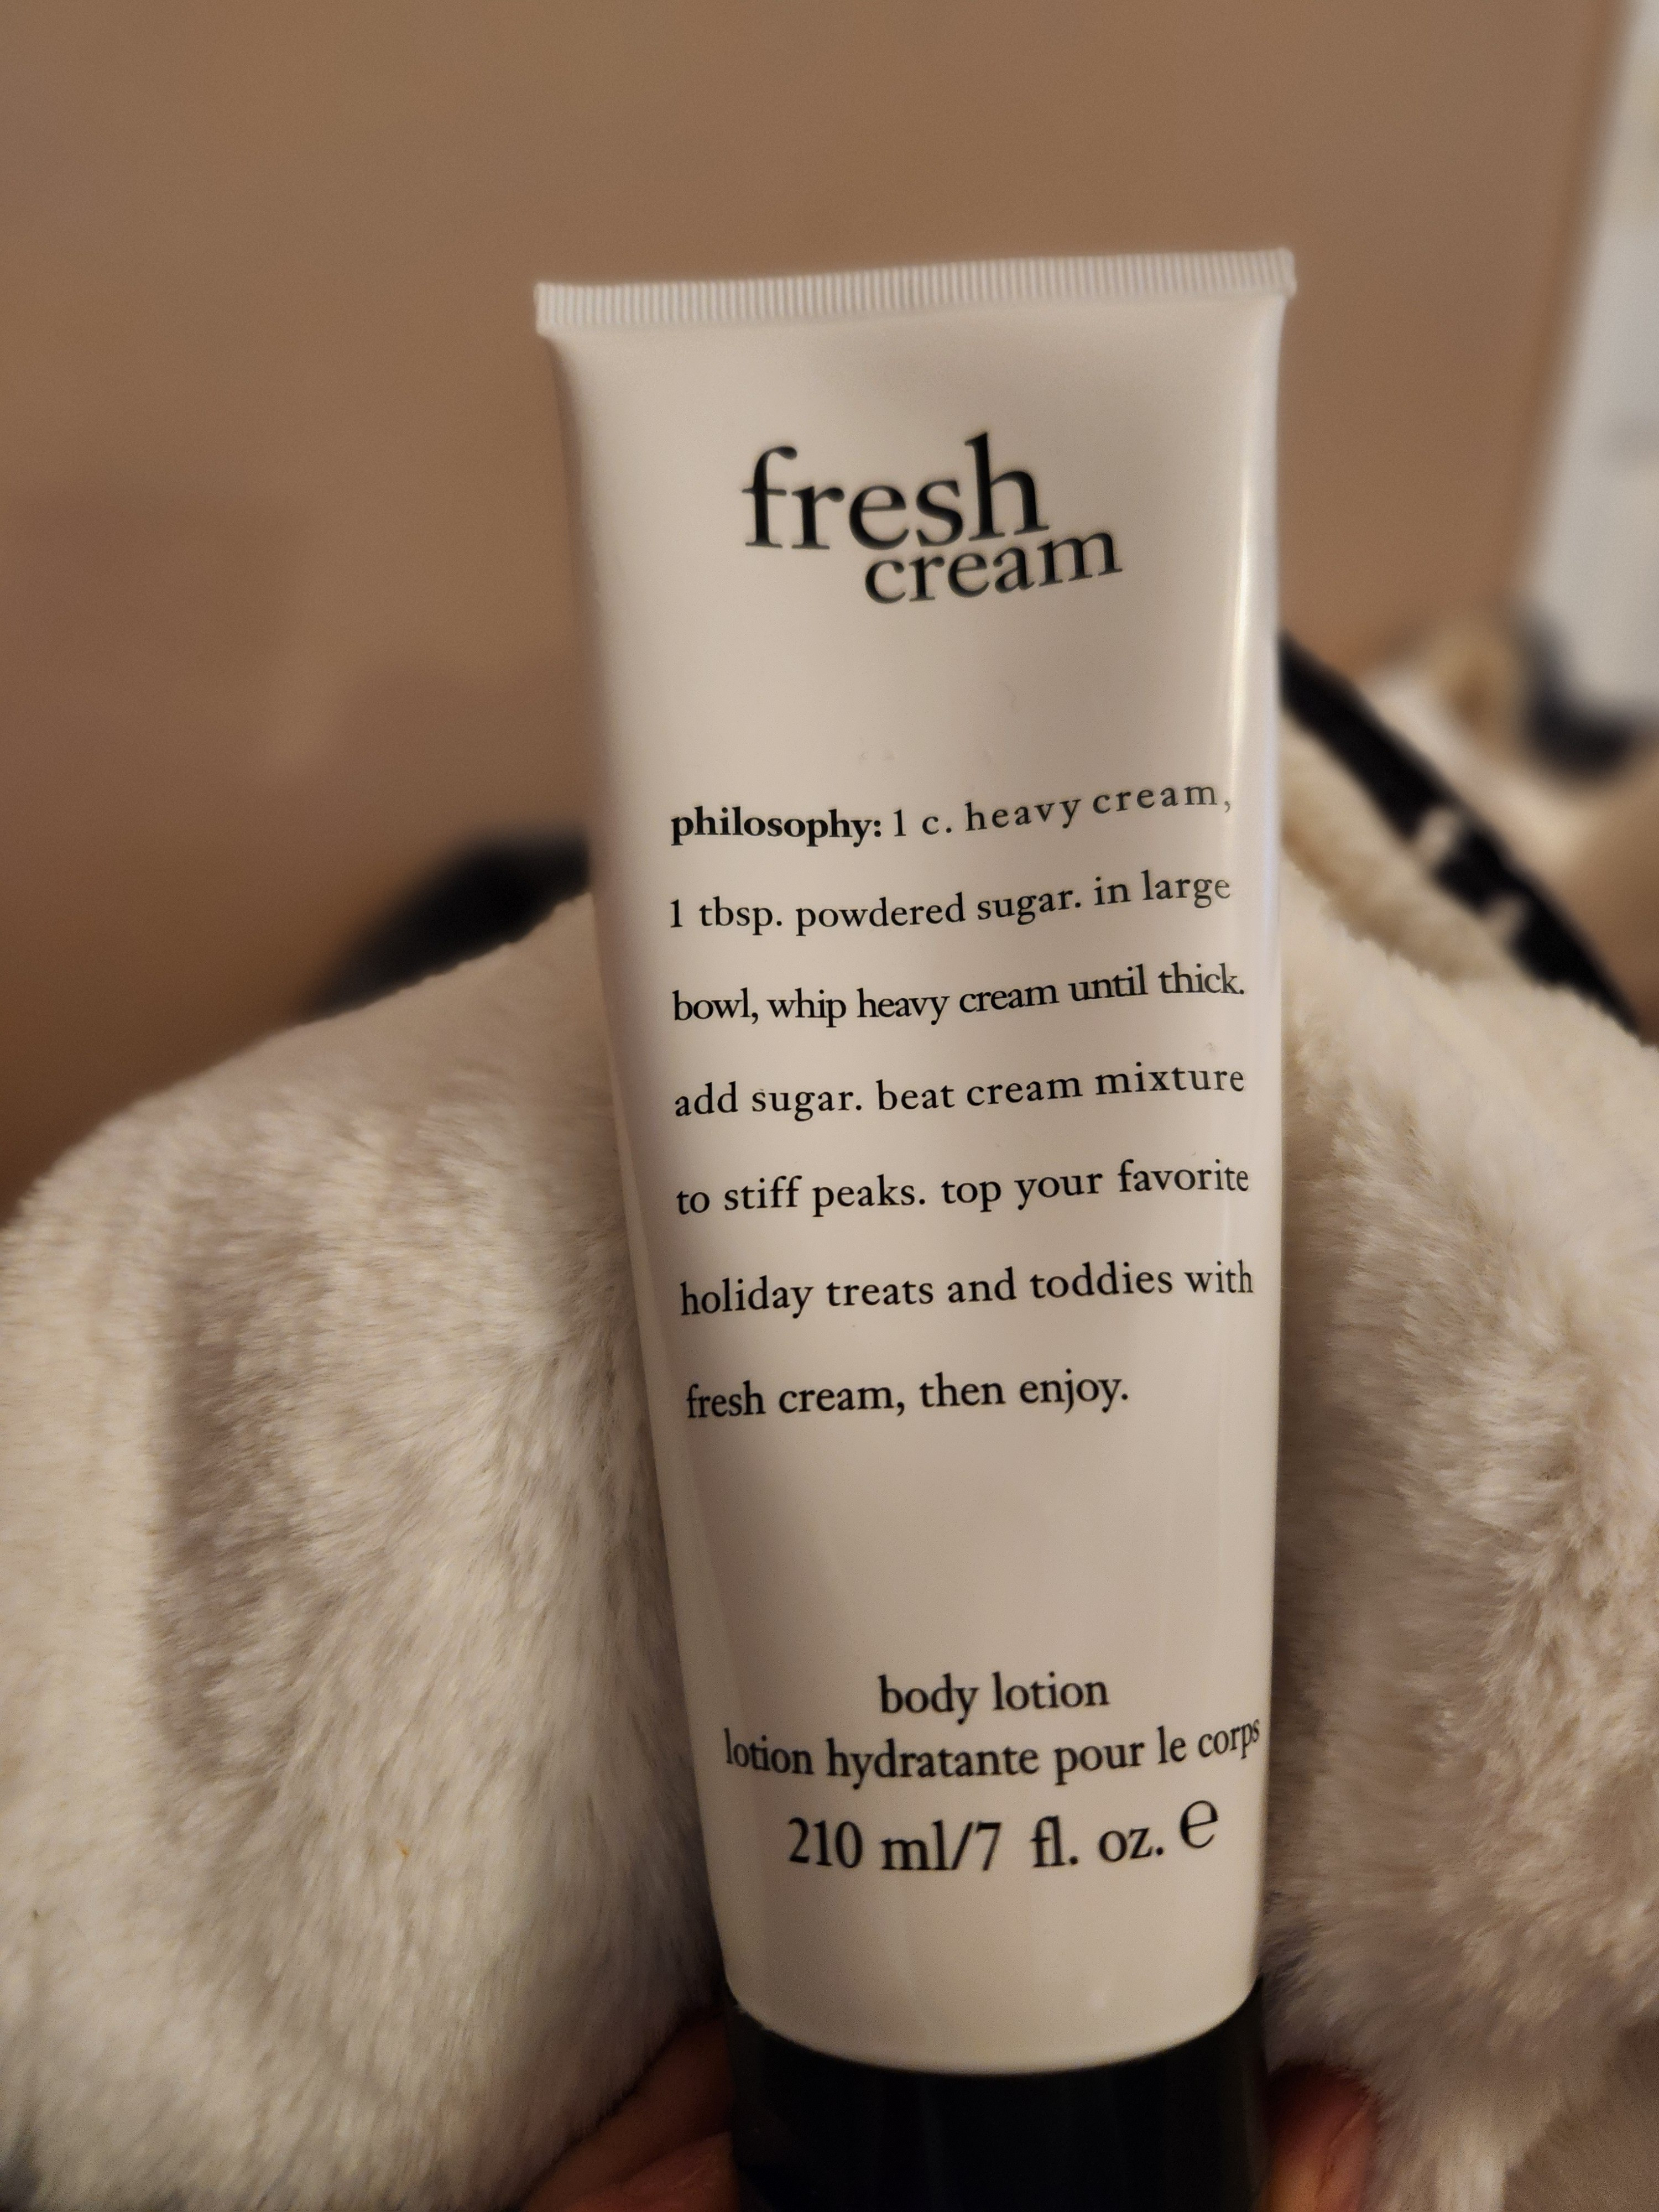 fresh
cream
philosophy: 1 c. heavy cream,
1 tbsp. powdered sugar. in large
bowl, whip heavy cream until thick.
add sugar. beat cream mixture
to stiff peaks. top your favorite
holiday treats and toddies with
fresh cream, then enjoy.
body lotion
lotion hydratante pour le corps
210 ml/7 fl. oz. ℮